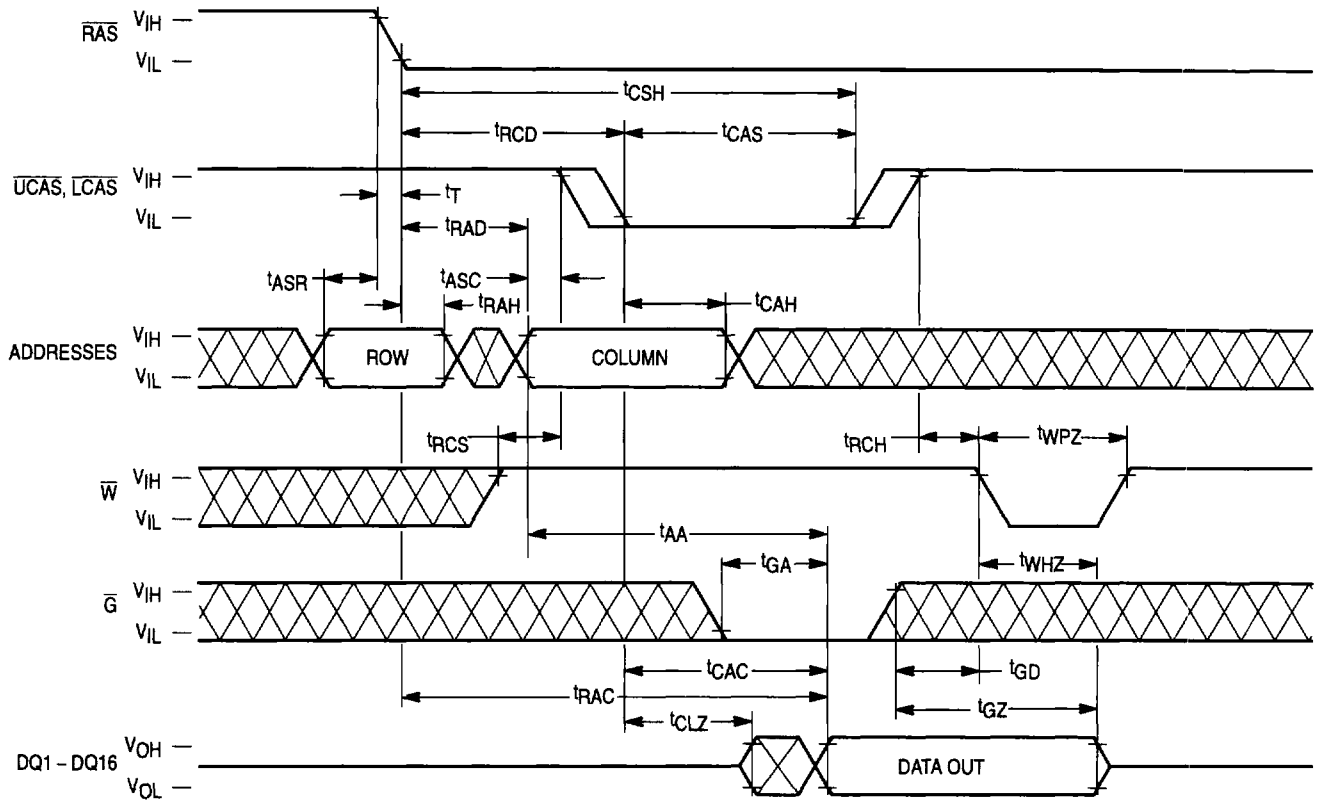 RAS VIH
VIL
tCSH
tRCD tCAS
UCAS, LCAS VIH
VIL
tT
tRAD
tASR tASC
tRAH tCAH
ADDRESSES VIH
VIL
ROW COLUMN
tRCS tRCH tWPZ
W VIH
VIL
tAA
tGA tWHZ
G VIH
VIL
tCAC tGD
tRAC
tGZ
tCLZ
DQ1 – DQ16 VOH
VOL
DATA OUT